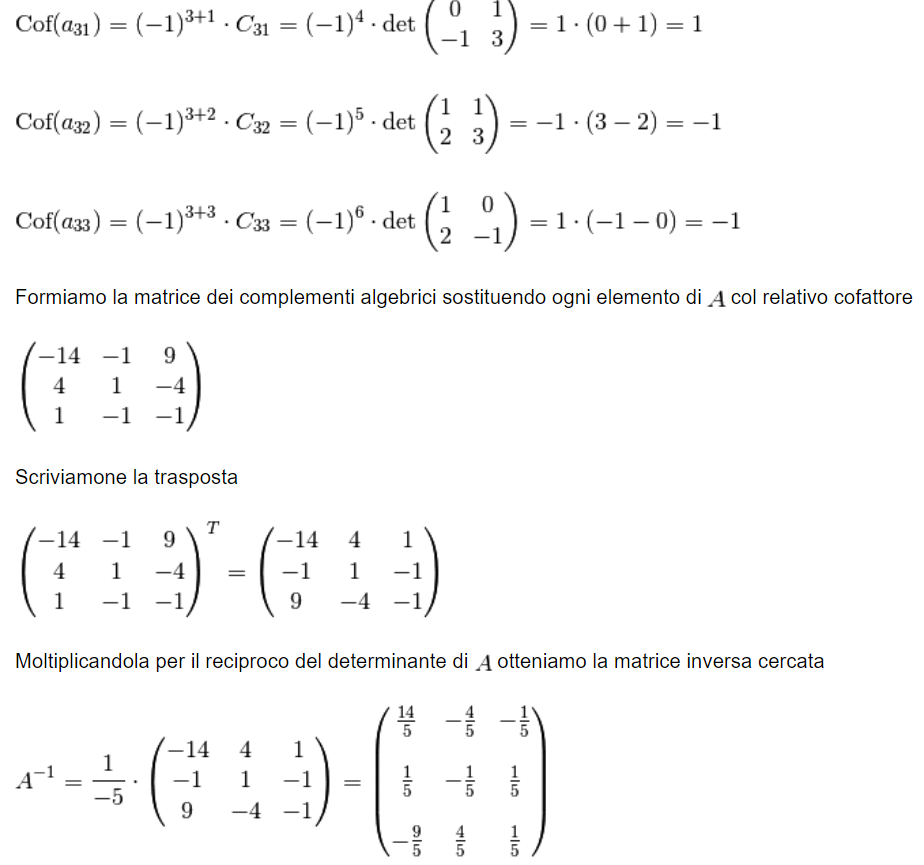 Cof(a₃₁) = (−1)³⁺¹ · C₃₁ = (−1)⁴ · det ( 0 1 ; −1 3 ) = 1 · (0 + 1) = 1
Cof(a₃₂) = (−1)³⁺² · C₃₂ = (−1)⁵ · det ( 1 1 ; 2 3 ) = −1 · (3 − 2) = −1
Cof(a₃₃) = (−1)³⁺³ · C₃₃ = (−1)⁶ · det ( 1 0 ; 2 −1 ) = 1 · (−1 − 0) = −1
Formiamo la matrice dei complementi algebrici sostituendo ogni elemento di A col relativo cofattore
( −14 −1 9 ; 4 1 −4 ; 1 −1 −1 )
Scriviamone la trasposta
( −14 −1 9 ; 4 1 −4 ; 1 −1 −1 )ᵀ = ( −14 4 1 ; −1 1 −1 ; 9 −4 −1 )
Moltiplicandola per il reciproco del determinante di A otteniamo la matrice inversa cercata
A⁻¹ = 1/−5 · ( −14 4 1 ; −1 1 −1 ; 9 −4 −1 ) = ( 14/5 −4/5 −1/5 ; 1/5 −1/5 1/5 ; −9/5 4/5 1/5 )